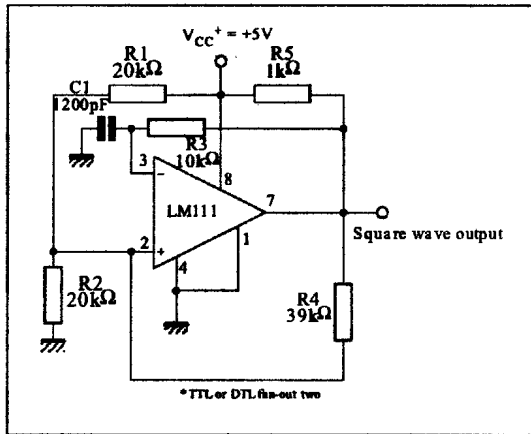 V_CC⁺ = +5V
R1
20kΩ
R5
1kΩ
C1
1200pF
R3
10kΩ
3
−
8
7
LM111
2
+
1
4
Square wave output
R2
20kΩ
R4
39kΩ
*TTL or DTL fan-out two